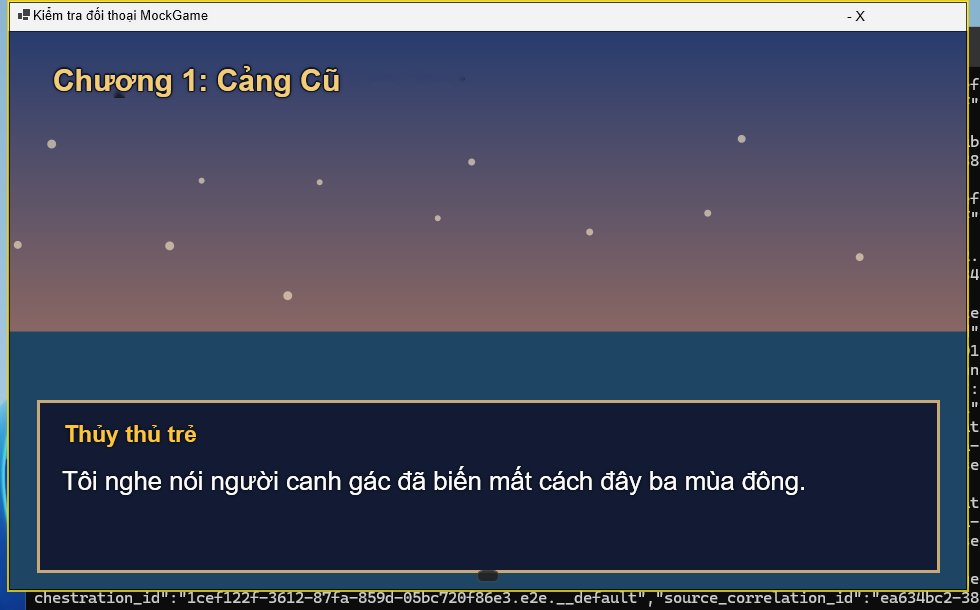 Kiểm tra đối thoại MockGame
- X
Chương 1: Cảng Cũ
Thủy thủ trẻ
Tôi nghe nói người canh gác đã biến mất cách đây ba mùa đông.
chestration_id":"1cef122f-3612-87fa-859d-05bc720f86e3.e2e.__default","source_correlation_id":"ea634bc2-38